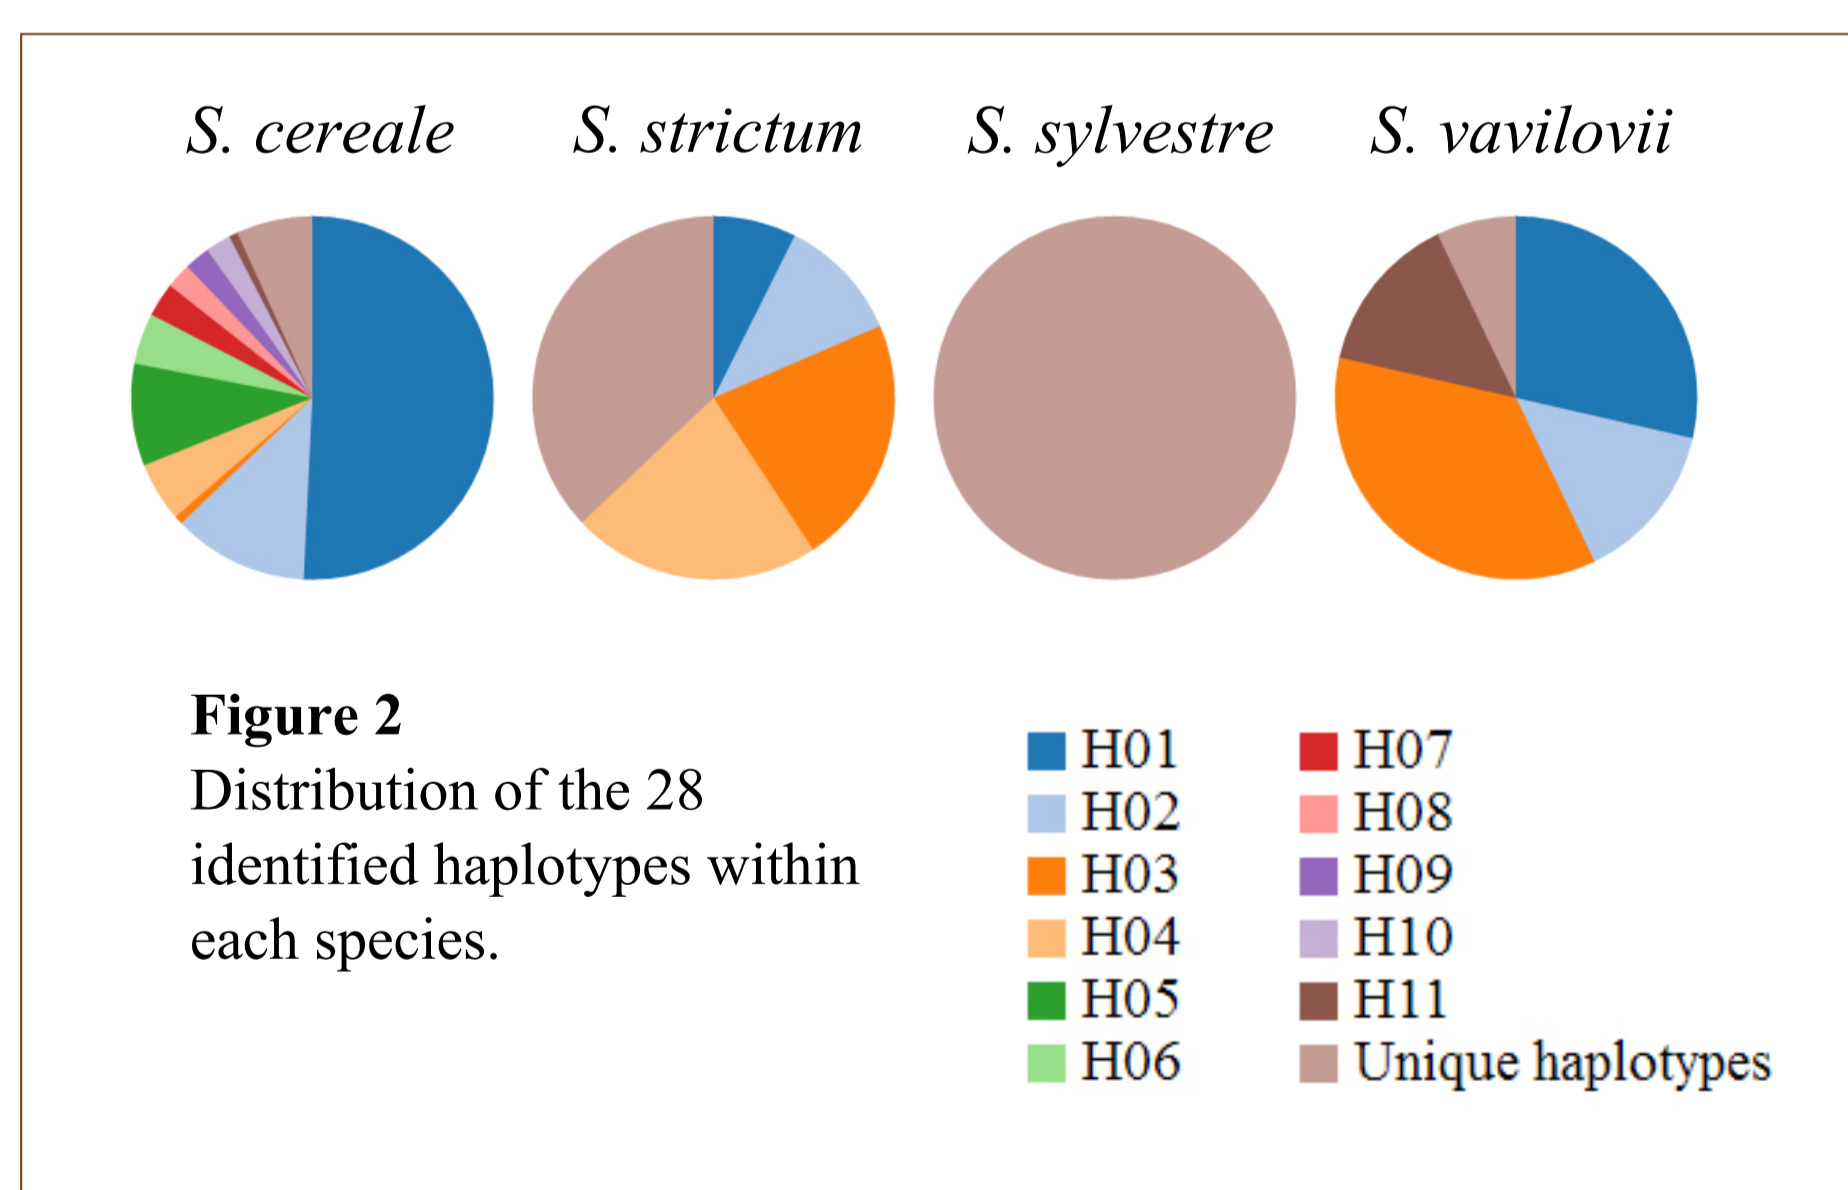 S. cereale
S. strictum
S. sylvestre
S. vavilovii
Figure 2
Distribution of the 28
identified haplotypes within
each species.
H01
H02
H03
H04
H05
H06
H07
H08
H09
H10
H11
Unique haplotypes